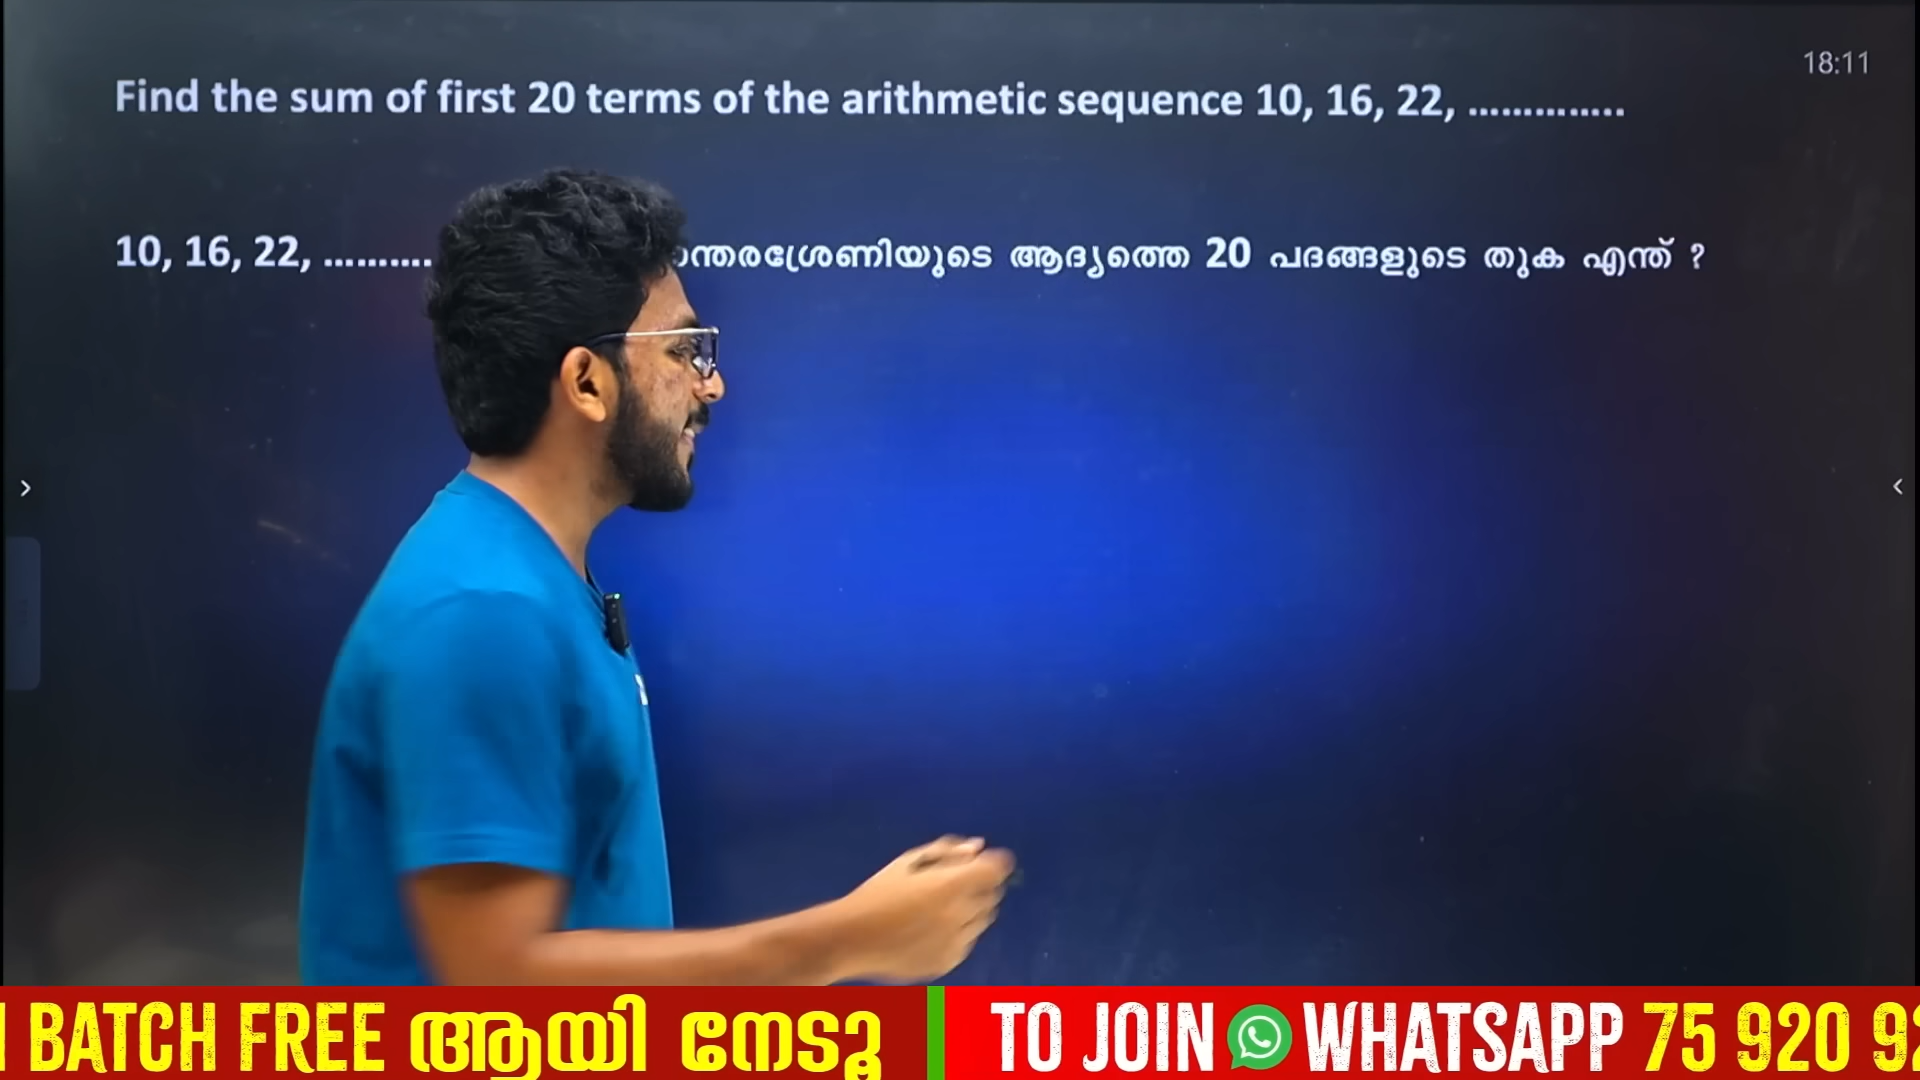 18:11
Find the sum of first 20 terms of the arithmetic sequence 10, 16, 22, ..............
10, 16, 22, .......... ന്തരശ്രേണിയുടെ ആദ്യത്തെ 20 പദങ്ങളുടെ തുക എന്ത് ?
BATCH FREE ആയി നേടൂ TO JOIN WHATSAPP 75 920 92